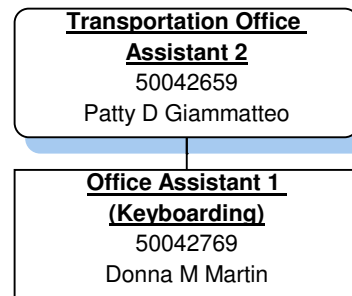 Transportation Office
Assistant 2
50042659
Patty D Giammatteo
Office Assistant 1
(Keyboarding)
50042769
Donna M Martin